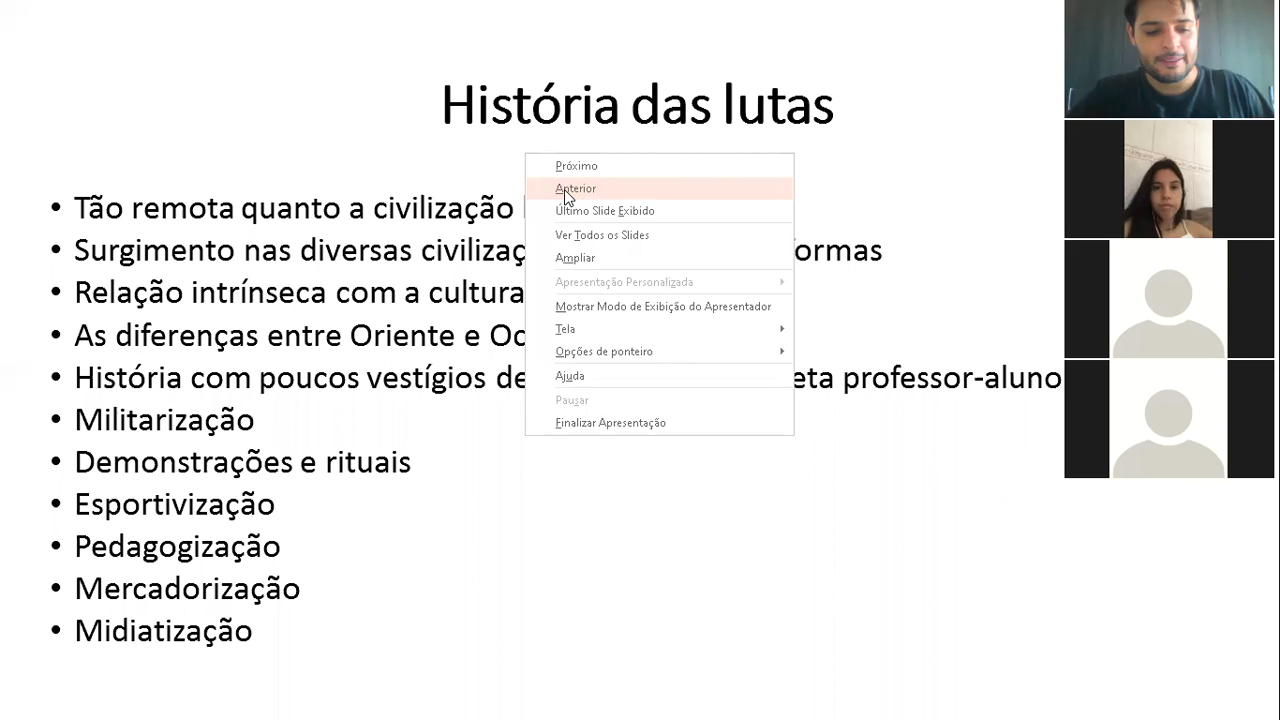 História das lutas
• Tão remota quanto a civilização
• Surgimento nas diversas ormas
• Relação intrínseca com a cultura
• As diferenças entre Oriente e
• História com poucos vestígios de eta professor-aluno
• Militarização
• Demonstrações e rituais
• Esportivização
• Pedagogização
• Mercadorização
• Midiatização
Próximo
Anterior
Último Slide Exibido
Ver Todos os Slides
Ampliar
Apresentação Personalizada
Mostrar Modo de Exibição do Apresentador
Tela
Opções de ponteiro
Ajuda
Pausar
Finalizar Apresentação